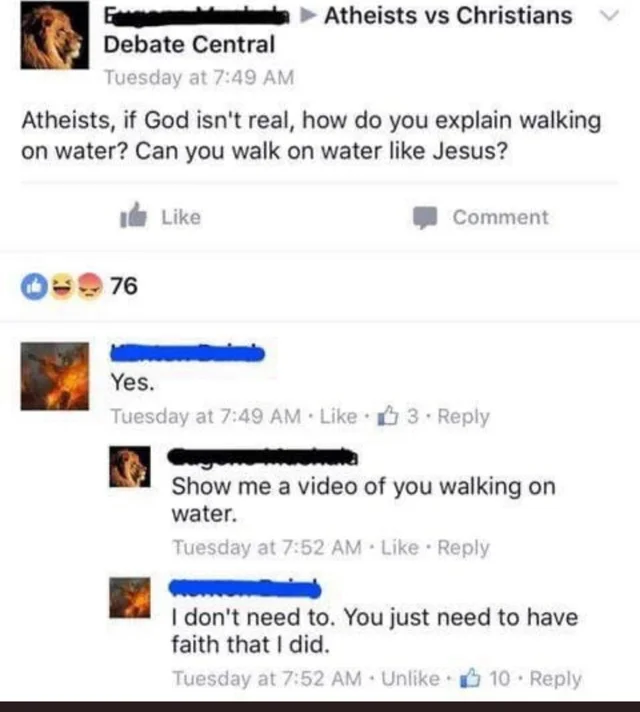 Atheists vs Christians
Debate Central
Tuesday at 7:49 AM
Atheists, if God isn't real, how do you explain walking
on water? Can you walk on water like Jesus?
Like Comment
76
Yes.
Tuesday at 7:49 AM · Like · 3 · Reply
Show me a video of you walking on
water.
Tuesday at 7:52 AM · Like · Reply
I don't need to. You just need to have
faith that I did.
Tuesday at 7:52 AM · Unlike · 10 · Reply